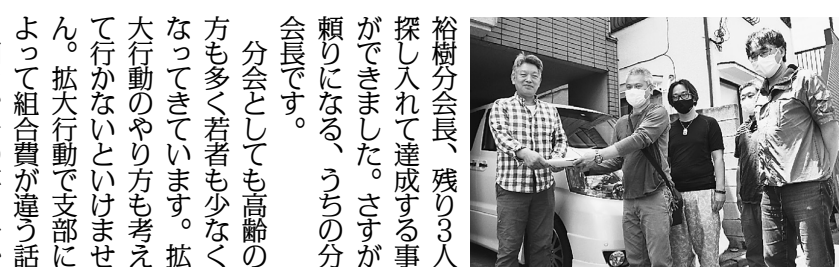 裕樹分会長、残り３人
探し入れて達成する事
ができました。さすが
頼りになる、うちの分
会長です。
　分会としても高齢の
方も多く若者も少なく
なってきています。拡
大行動のやり方も考え
て行かないといけませ
ん。拡大行動で支部に
よって組合費が違う話